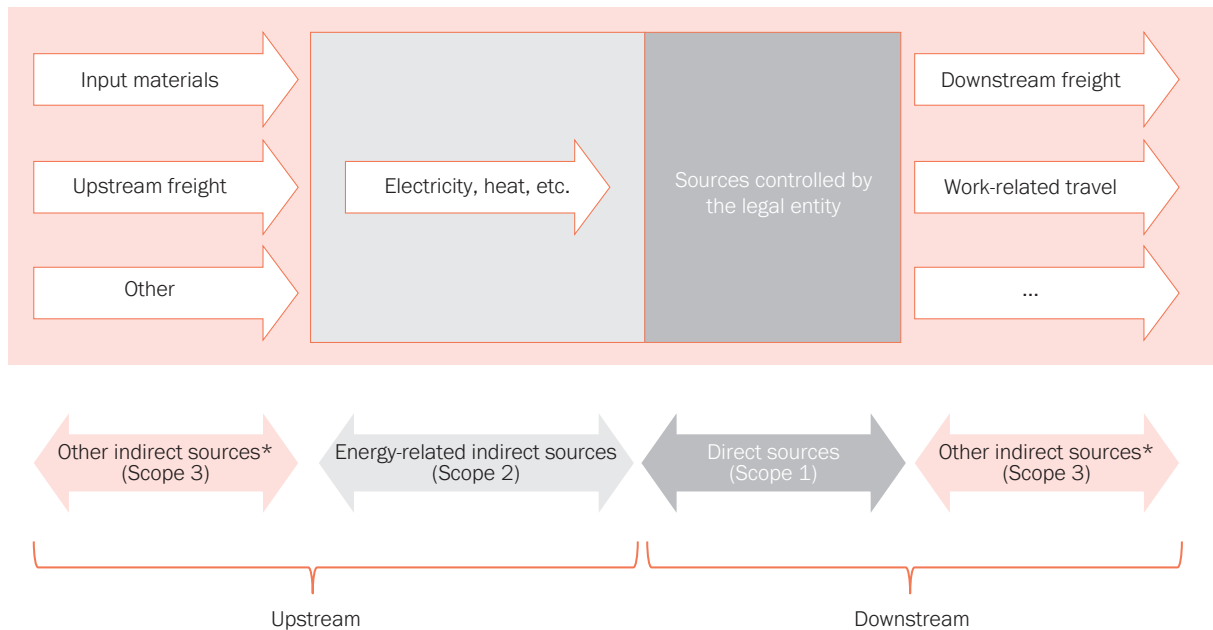 Input materials
Downstream freight
Upstream freight
Electricity, heat, etc.
Sources controlled by
the legal entity
Work-related travel
Other
...
Other indirect sources*
(Scope 3)
Energy-related indirect sources
(Scope 2)
Direct sources
(Scope 1)
Other indirect sources*
(Scope 3)
Upstream
Downstream